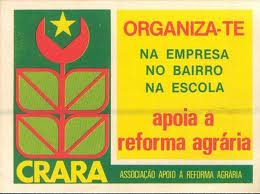 ORGANIZA-TE
NA EMPRESA
NO BAIRRO
NA ESCOLA
apoia a
reforma agrária
CRARA
ASSOCIAÇÃO APOIO À REFORMA AGRÁRIA